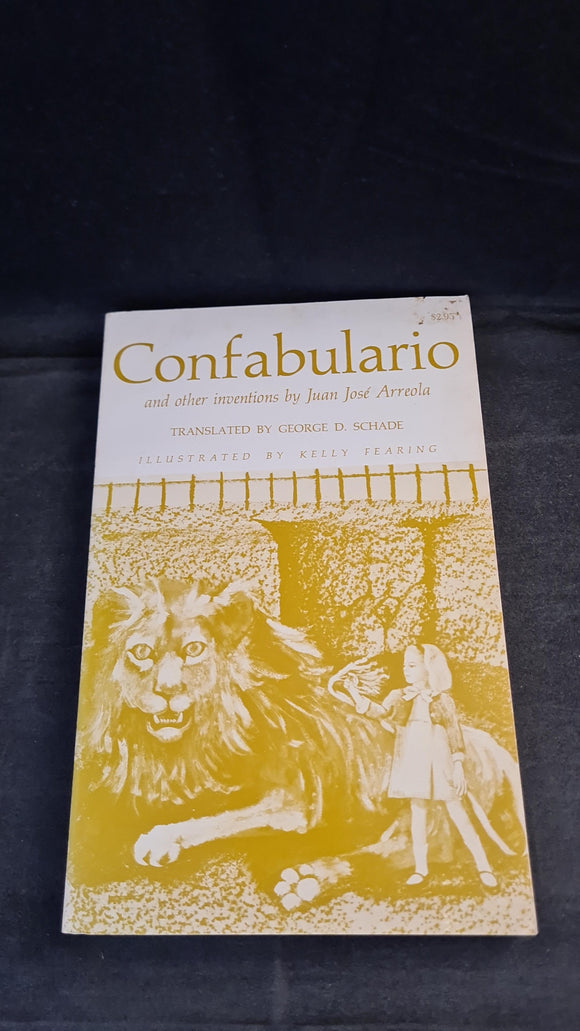 $2.95
Confabulario
and other inventions by Juan José Arreola
TRANSLATED BY GEORGE D. SCHADE
ILLUSTRATED BY KELLY FEARING